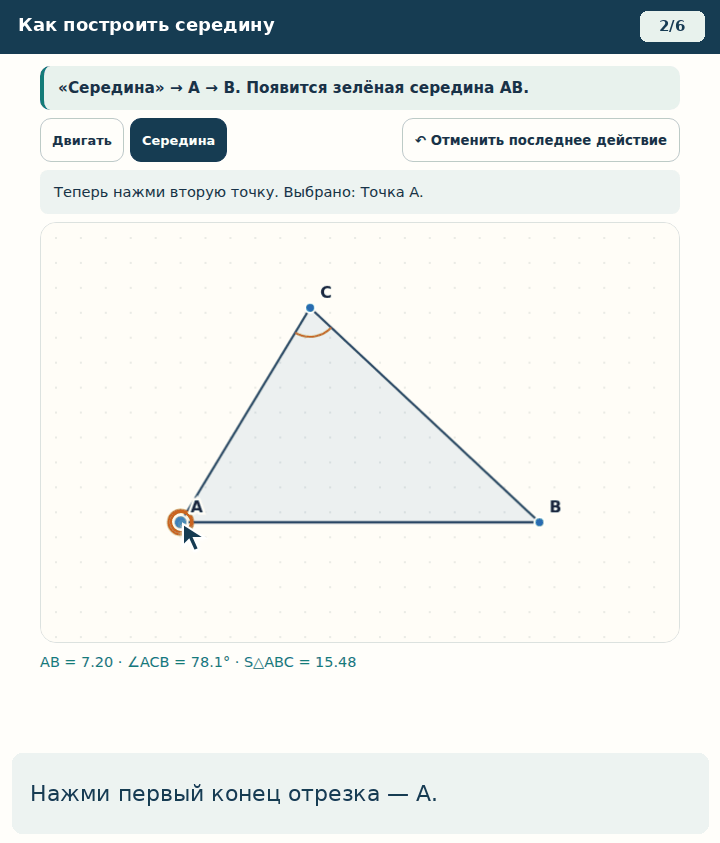 Как построить середину
2/6
«Середина» → A → B. Появится зелёная середина AB.
Двигать
Середина
↶ Отменить последнее действие
Теперь нажми вторую точку. Выбрано: Точка A.
C
A
B
AB = 7.20 · ∠ACB = 78.1° · S△ABC = 15.48
Нажми первый конец отрезка — A.